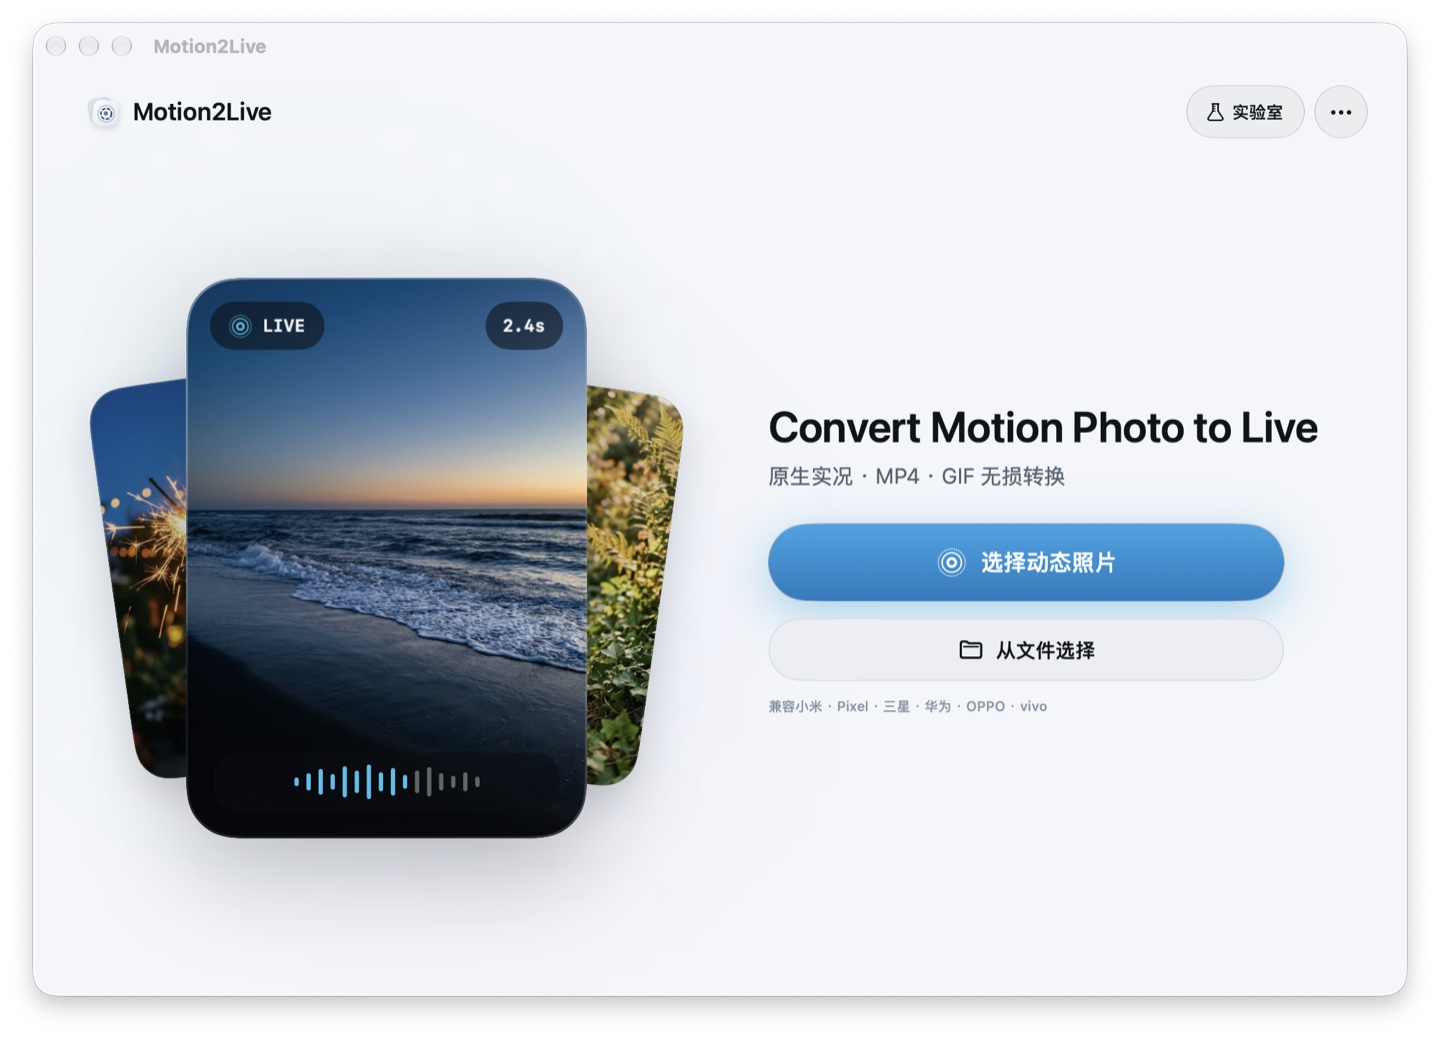 Motion2Live
Motion2Live
实验室
LIVE
2.4s
Convert Motion Photo to Live
原生实况 · MP4 · GIF 无损转换
选择动态照片
从文件选择
兼容小米 · Pixel · 三星 · 华为 · OPPO · vivo